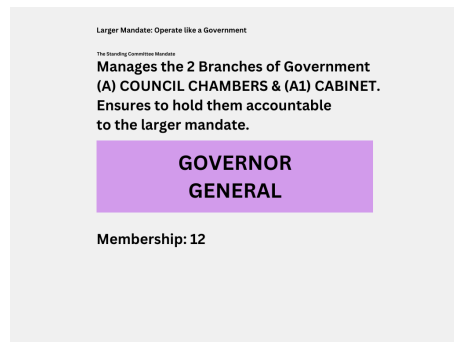 Larger Mandate: Operate like a Government
The Standing Committee Mandate
Manages the 2 Branches of Government
(A) COUNCIL CHAMBERS & (A1) CABINET.
Ensures to hold them accountable
to the larger mandate.
GOVERNOR
GENERAL
Membership: 12